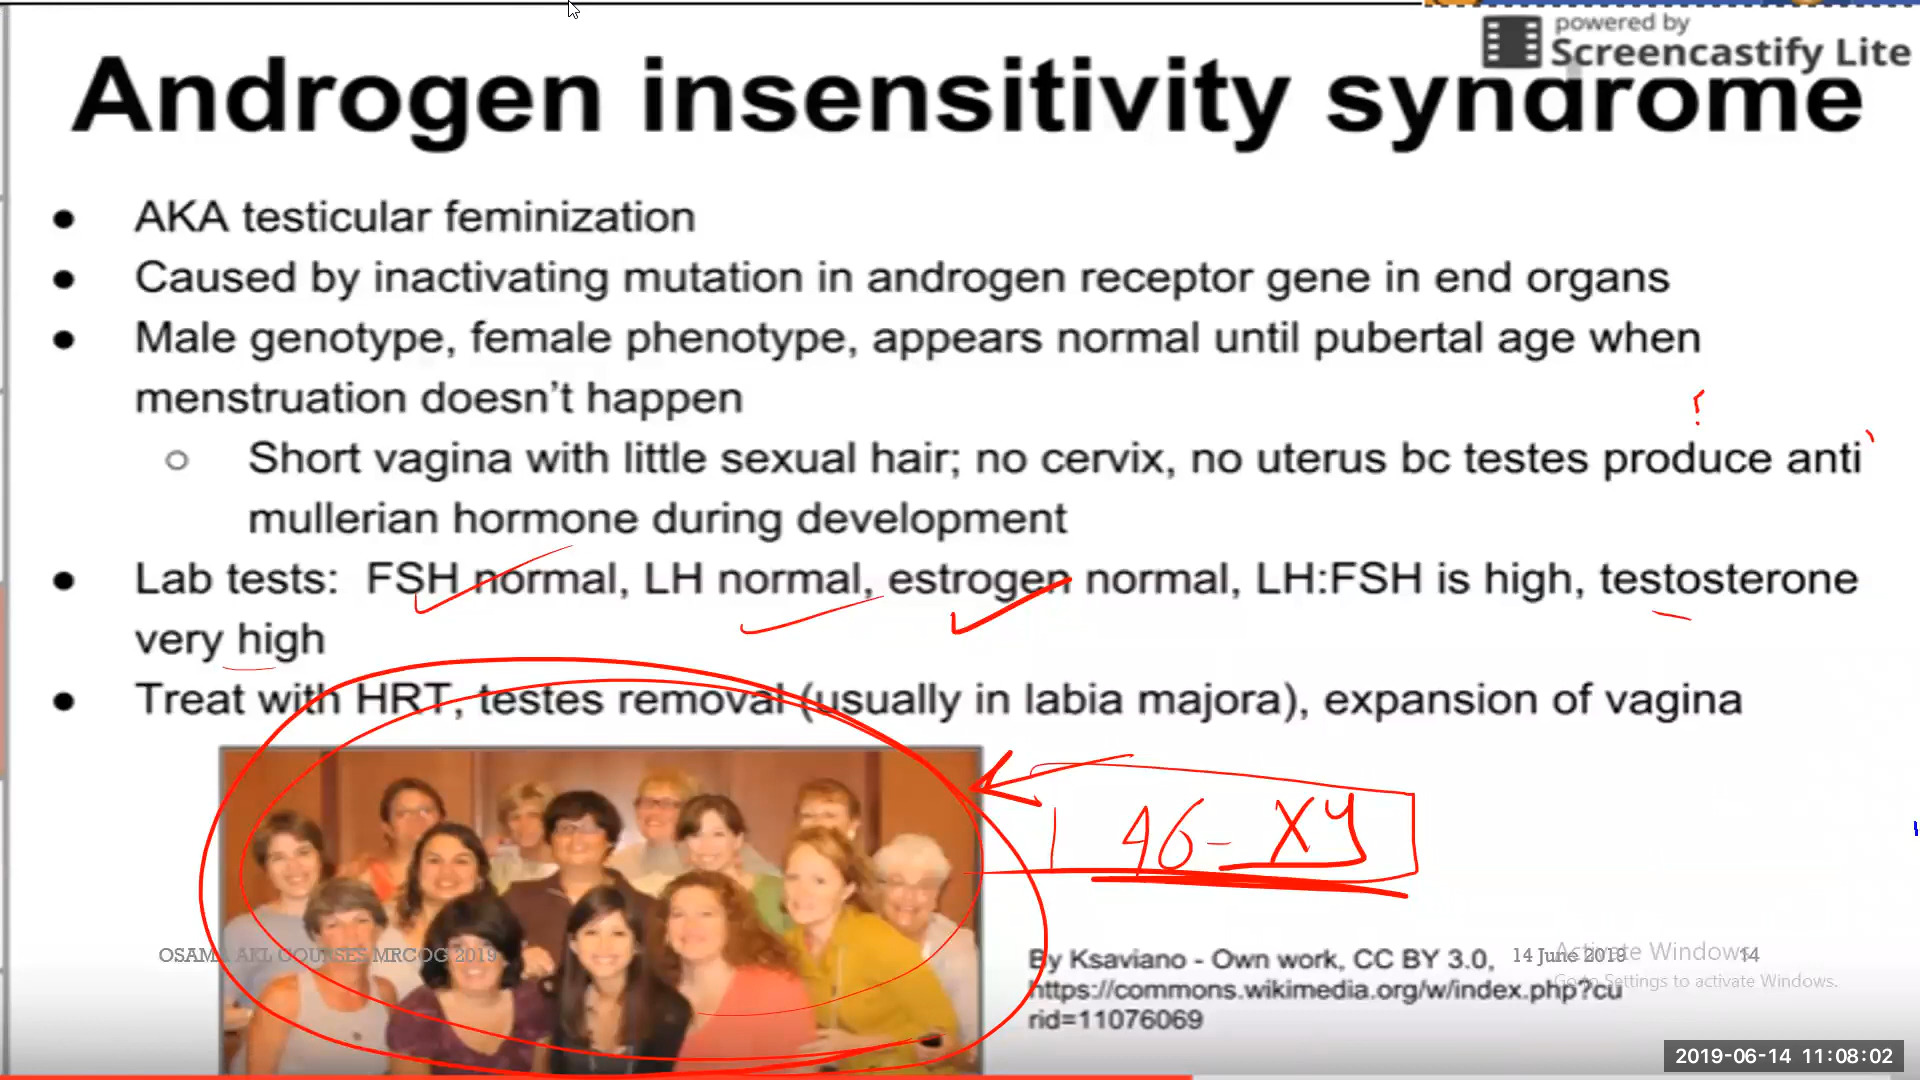 powered by
Screencastify Lite
Androgen insensitivity syndrome
● AKA testicular feminization
● Caused by inactivating mutation in androgen receptor gene in end organs
● Male genotype, female phenotype, appears normal until pubertal age when
menstruation doesn't happen
○ Short vagina with little sexual hair; no cervix, no uterus bc testes produce anti
mullerian hormone during development
● Lab tests: FSH normal, LH normal, estrogen normal, LH:FSH is high, testosterone
very high
● Treat with HRT, testes removal (usually in labia majora), expansion of vagina
46-XY
OSAMA AKL COURSES MRCOG 2019
By Ksaviano - Own work, CC BY 3.0,
https://commons.wikimedia.org/w/index.php?cu
rid=11076069
14 June 2019
14
Activate Windows
Go to Settings to activate Windows.
2019-06-14 11:08:02